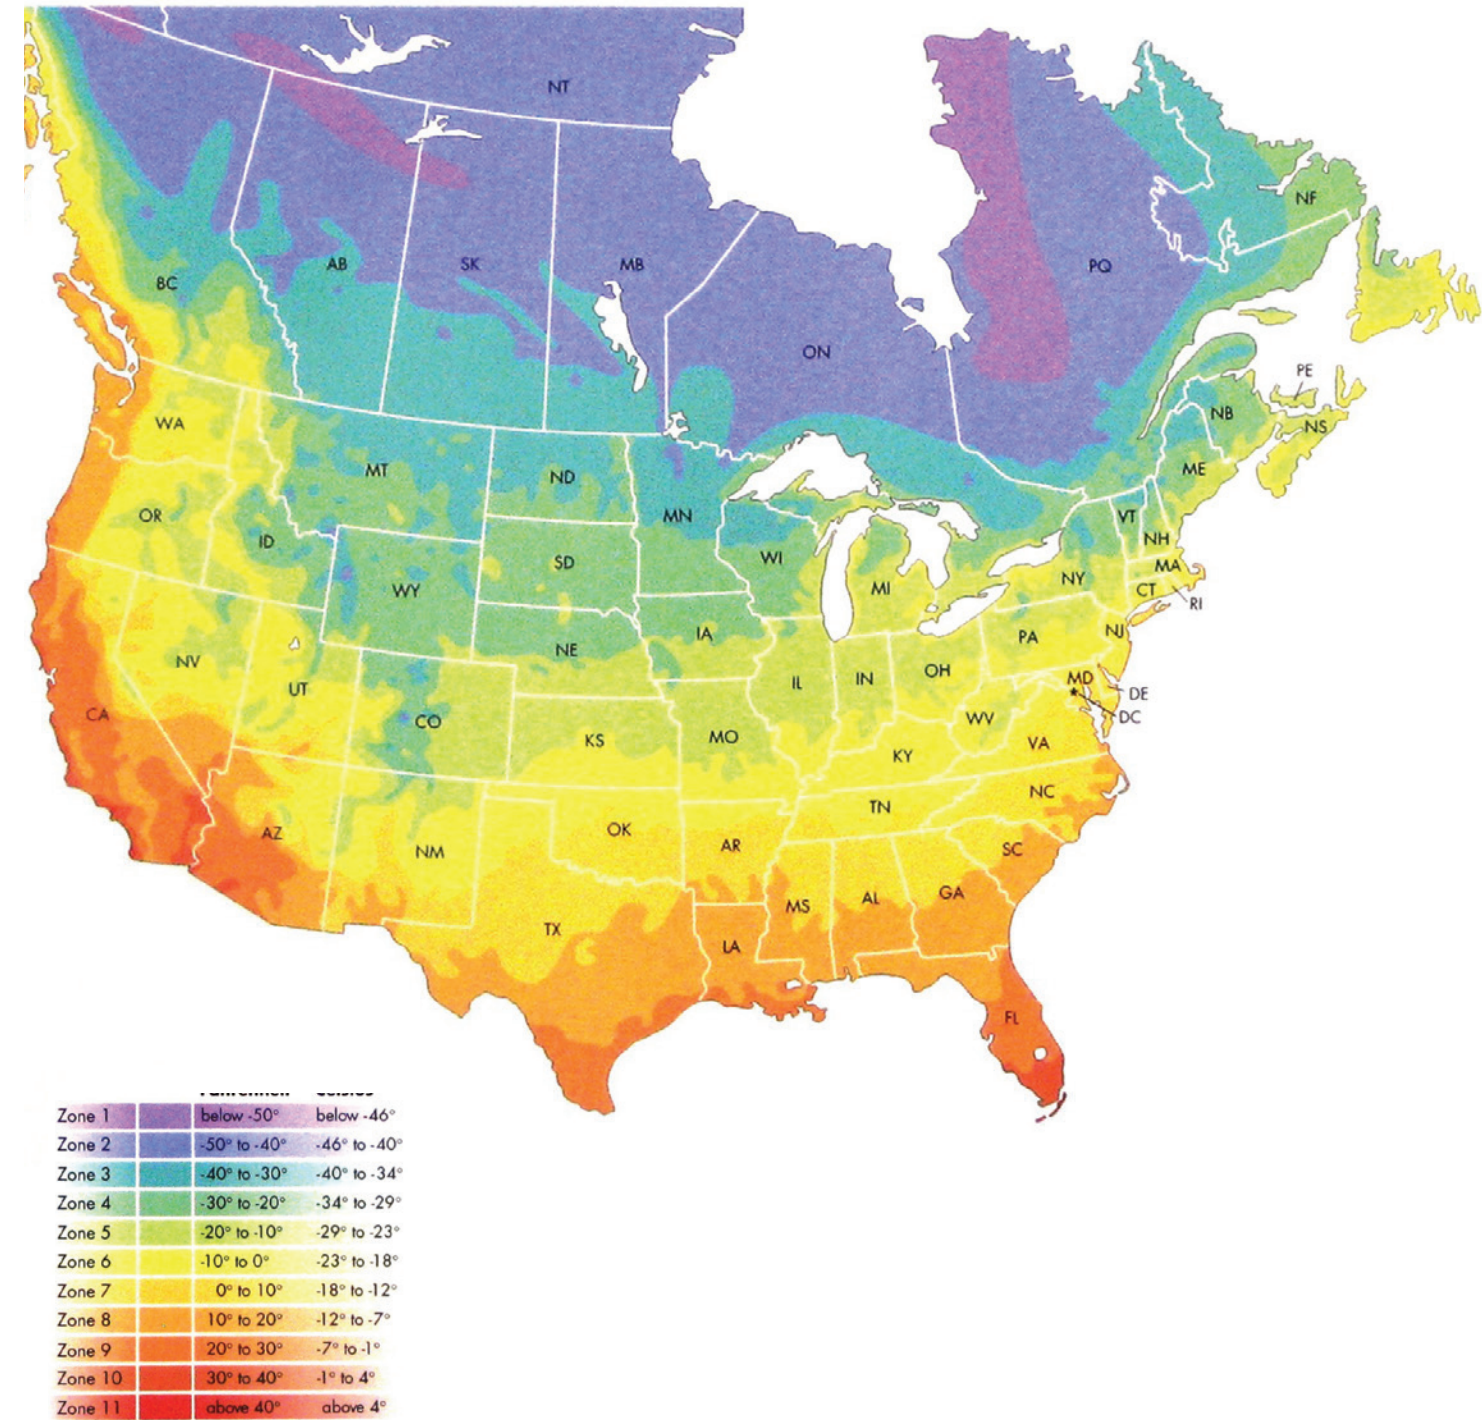 NT
NF
BC
AB
SK
MB
PQ
ON
PE
NB
NS
WA
MT
ND
ME
OR
MN
VT
ID
NH
SD
WI
MA
WY
MI
NY
CT
RI
IA
NE
PA
NJ
NV
UT
IL
IN
OH
MD
DE
CA
CO
WV
DC
KS
MO
VA
KY
NC
TN
AZ
OK
NM
AR
SC
MS
AL
GA
TX
LA
FL
Fahrenheit Celsius
Zone 1 below -50° below -46°
Zone 2 -50° to -40° -46° to -40°
Zone 3 -40° to -30° -40° to -34°
Zone 4 -30° to -20° -34° to -29°
Zone 5 -20° to -10° -29° to -23°
Zone 6 -10° to 0° -23° to -18°
Zone 7 0° to 10° -18° to -12°
Zone 8 10° to 20° -12° to -7°
Zone 9 20° to 30° -7° to -1°
Zone 10 30° to 40° -1° to 4°
Zone 11 above 40° above 4°